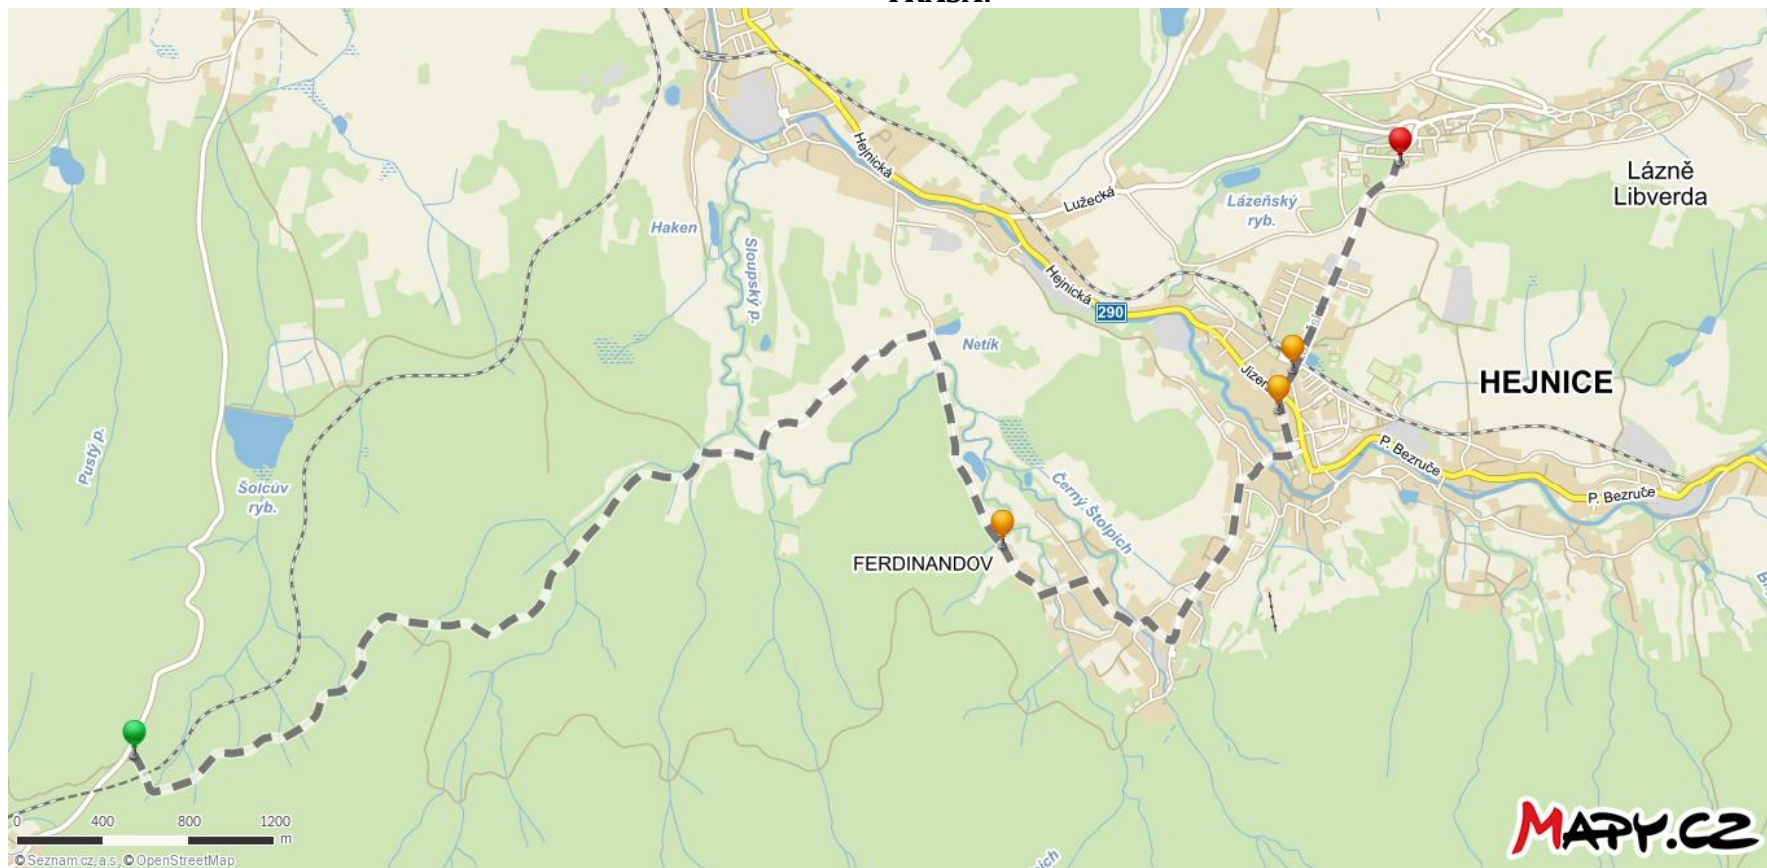 Hejnická
Lužecká
Lázeňský
ryb.
Lázně
Libverda
Haken
Sloupský p.
Hejnická
290
Netík
Jizer
HEJNICE
Pustý p.
Šolcův
ryb.
P. Bezruče
P. Bezruče
Černý Štolpich
FERDINANDOV
0 400 800 1200
m
© Seznam.cz, a.s., © OpenStreetMap
ich
MAPY.CZ